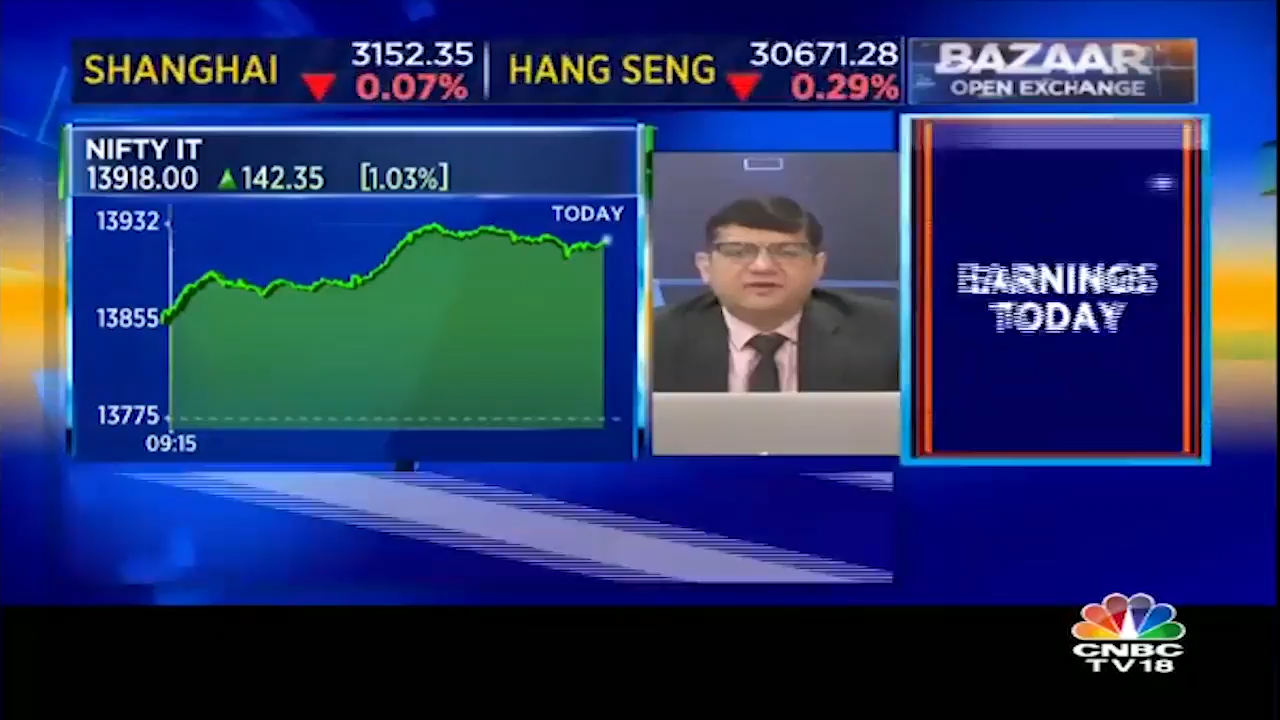 SHANGHAI
3152.35
0.07%
HANG SENG
30671.28
0.29%
BAZAAR
OPEN EXCHANGE
NIFTY IT
13918.00 142.35 [1.03%]
TODAY
13932
13855
13775
09:15
EARNINGS
TODAY
CNBC
TV18